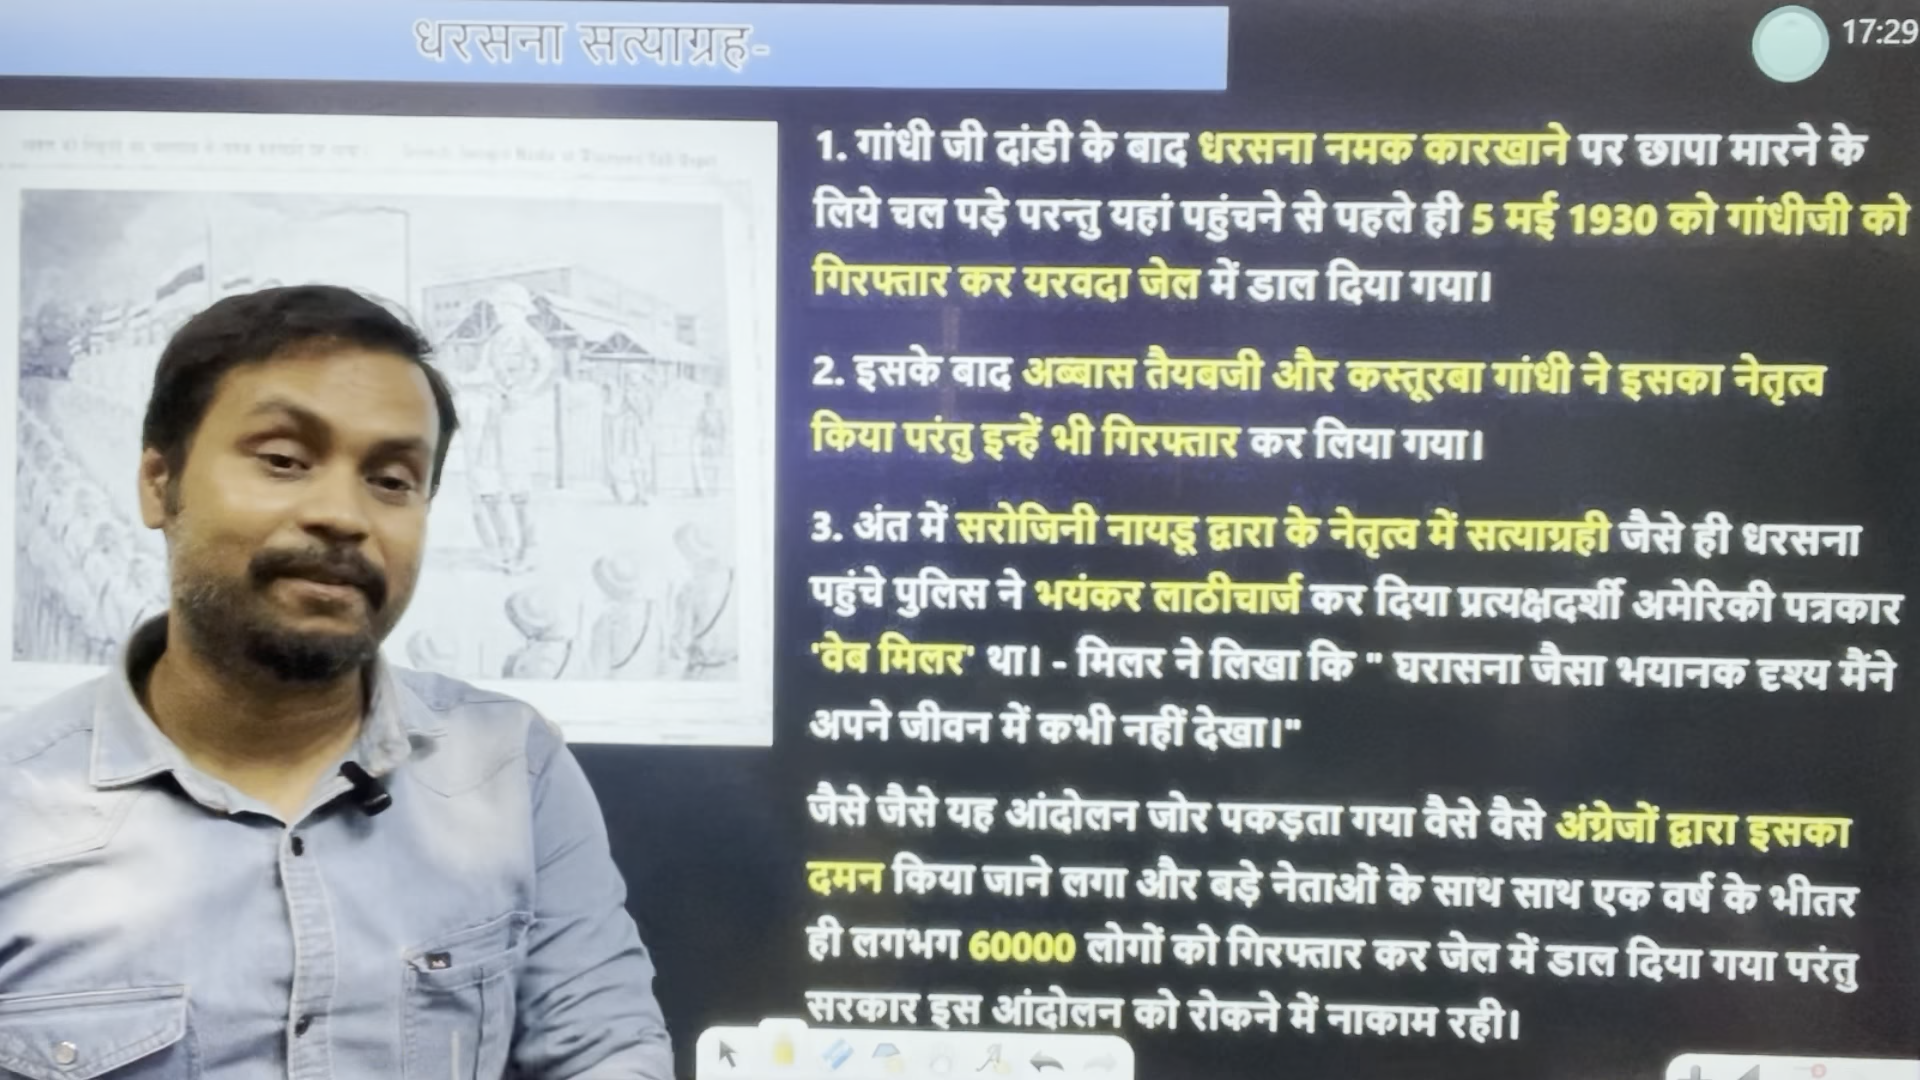 धरसना सत्याग्रह-
17:29
1. गांधी जी दांडी के बाद धरसना नमक कारखाने पर छापा मारने के
लिये चल पड़े परन्तु यहां पहुंचने से पहले ही 5 मई 1930 को गांधीजी को
गिरफ्तार कर यरवदा जेल में डाल दिया गया।
2. इसके बाद अब्बास तैयबजी और कस्तूरबा गांधी ने इसका नेतृत्व
किया परंतु इन्हें भी गिरफ्तार कर लिया गया।
3. अंत में सरोजिनी नायडू द्वारा के नेतृत्व में सत्याग्रही जैसे ही धरसना
पहुंचे पुलिस ने भयंकर लाठीचार्ज कर दिया प्रत्यक्षदर्शी अमेरिकी पत्रकार
'वेब मिलर' था। - मिलर ने लिखा कि " घरासना जैसा भयानक दृश्य मैंने
अपने जीवन में कभी नहीं देखा।"
जैसे जैसे यह आंदोलन जोर पकड़ता गया वैसे वैसे अंग्रेजों द्वारा इसका
दमन किया जाने लगा और बड़े नेताओं के साथ साथ एक वर्ष के भीतर
ही लगभग 60000 लोगों को गिरफ्तार कर जेल में डाल दिया गया परंतु
सरकार इस आंदोलन को रोकने में नाकाम रही।